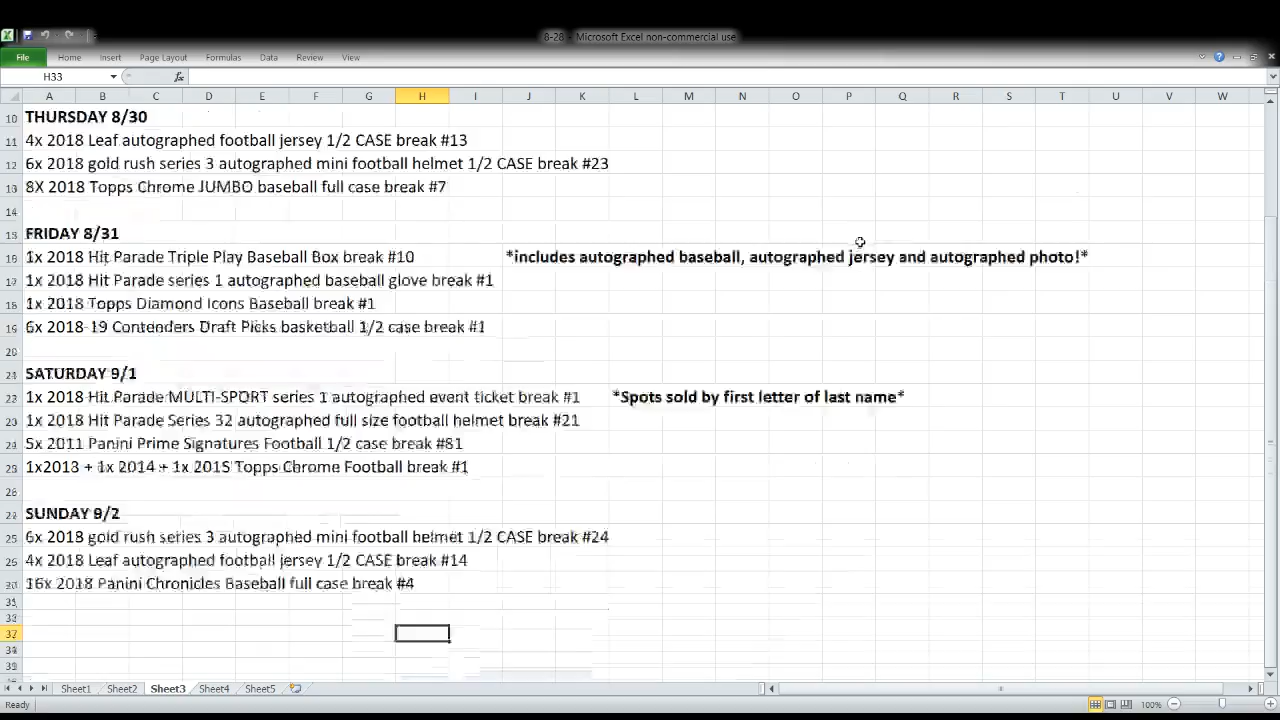 8-28 - Microsoft Excel non-commercial use
File Home Insert Page Layout Formulas Data Review View
H33 fx
A B C D E F G H I J K L M N O P Q R S T U V W
10 THURSDAY 8/30
11 4x 2018 Leaf autographed football jersey 1/2 CASE break #13
12 6x 2018 gold rush series 3 autographed mini football helmet 1/2 CASE break #23
8X 2018 Topps Chrome JUMBO baseball full case break #7
14
FRIDAY 8/31
1x 2018 Hit Parade Triple Play Baseball Box break #10 *includes autographed baseball, autographed jersey and autographed photo!*
17 1x 2018 Hit Parade series 1 autographed baseball glove break #1
18 1x 2018 Topps Diamond Icons Baseball break #1
6x 2018-19 Contenders Draft Picks basketball 1/2 case break #1
20
SATURDAY 9/1
1x 2018 Hit Parade MULTI-SPORT series 1 autographed event ticket break #1 *Spots sold by first letter of last name*
1x 2018 Hit Parade Series 32 autographed full size football helmet break #21
5x 2011 Panini Prime Signatures Football 1/2 case break #81
1x2013 + 1x 2014 + 1x 2015 Topps Chrome Football break #1
SUNDAY 9/2
6x 2018 gold rush series 3 autographed mini football helmet 1/2 CASE break #24
4x 2018 Leaf autographed football jersey 1/2 CASE break #14
16x 2018 Panini Chronicles Baseball full case break #4
Sheet1 Sheet2 Sheet3 Sheet4 Sheet5
Ready 100%